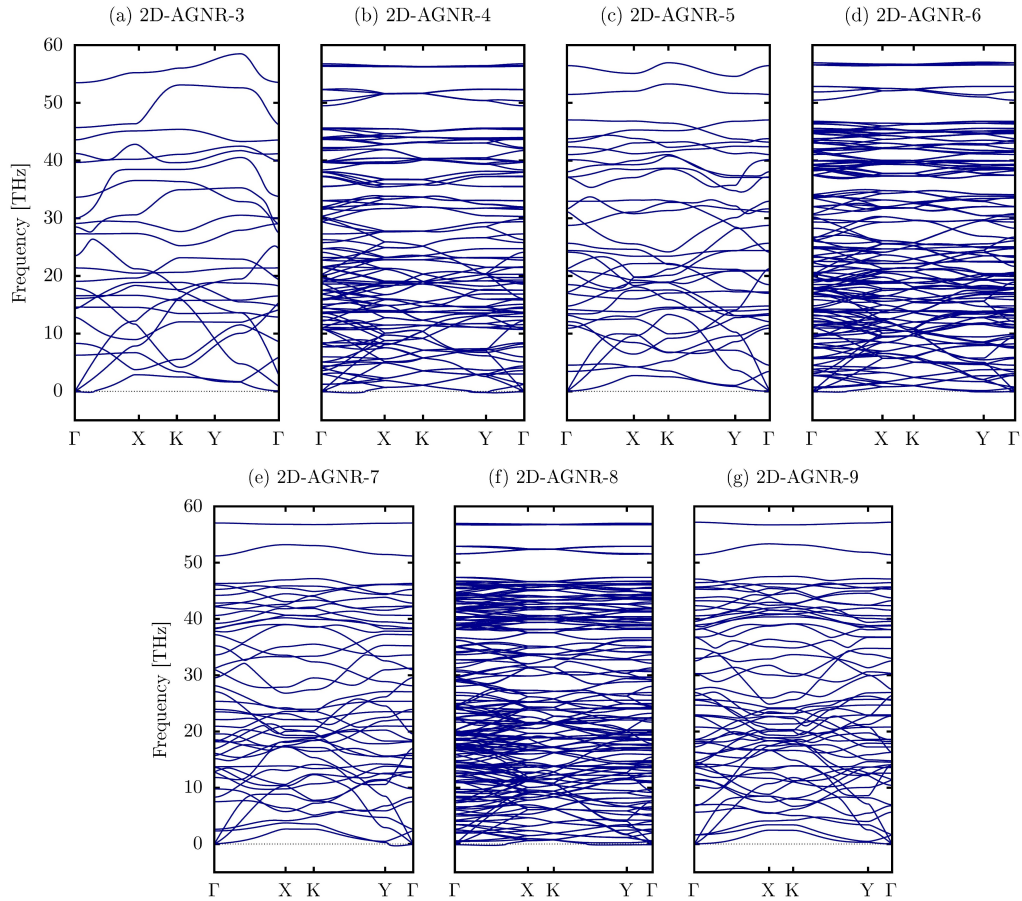 (a) 2D-AGNR-3
(b) 2D-AGNR-4
(c) 2D-AGNR-5
(d) 2D-AGNR-6
Frequency [THz]
60
50
40
30
20
10
0
Γ X K Y Γ
Γ X K Y Γ
Γ X K Y Γ
Γ X K Y Γ
(e) 2D-AGNR-7
(f) 2D-AGNR-8
(g) 2D-AGNR-9
Frequency [THz]
60
50
40
30
20
10
0
Γ X K Y Γ
Γ X K Y Γ
Γ X K Y Γ